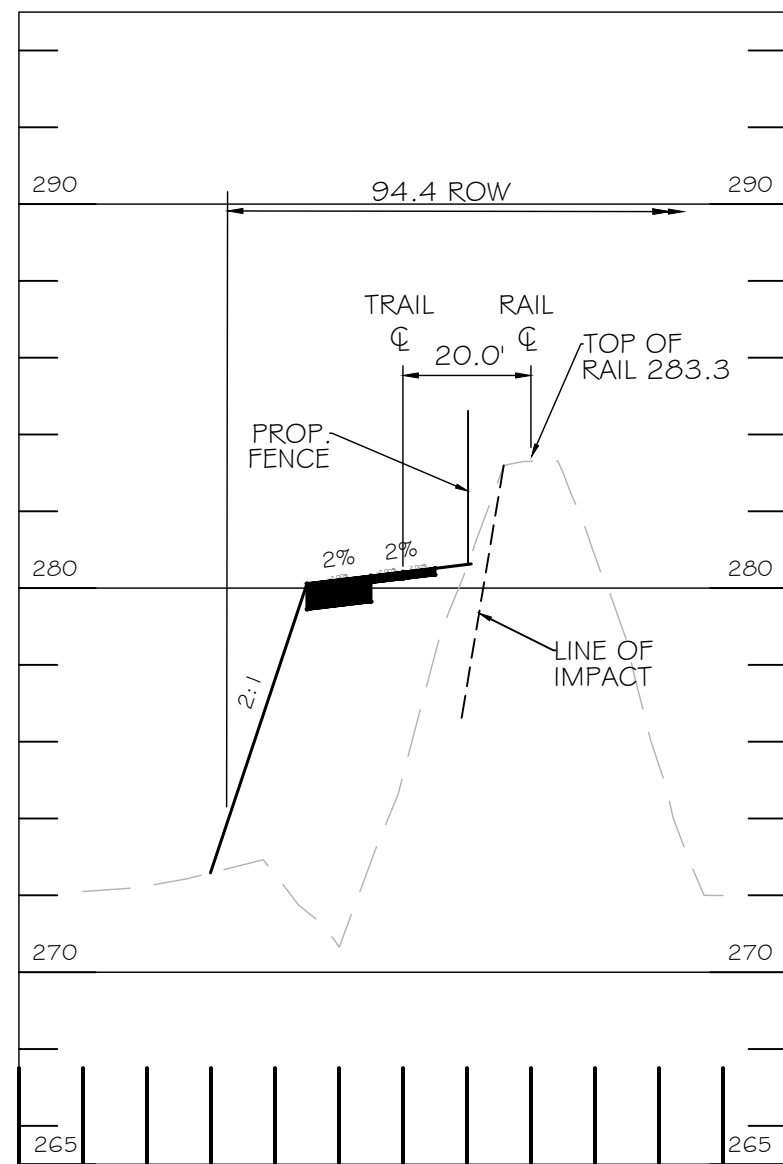 290
290
94.4 ROW
TRAIL
℄
RAIL
℄
20.0'
TOP OF
RAIL 283.3
PROP.
FENCE
2%
2%
280
280
LINE OF
IMPACT
2:1
270
270
265
265